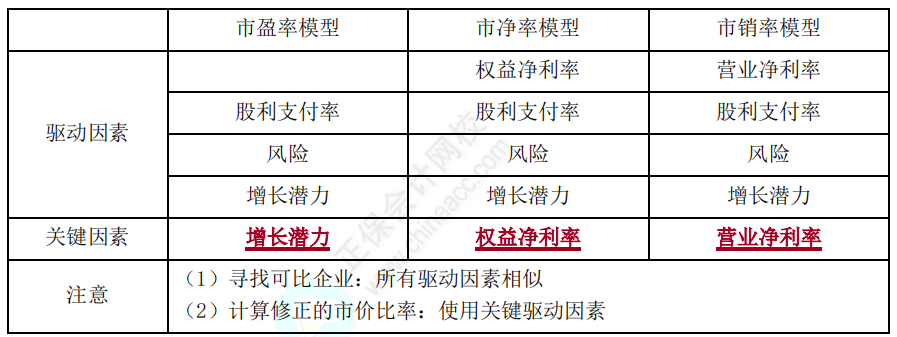 市盈率模型 市净率模型 市销率模型
驱动因素
权益净利率 营业净利率
股利支付率 股利支付率 股利支付率
风险 风险 风险
增长潜力 增长潜力 增长潜力
关键因素 增长潜力 权益净利率 营业净利率
注意
（1）寻找可比企业：所有驱动因素相似
（2）计算修正的市价比率：使用关键驱动因素
正保会计网校
www.chinaacc.com